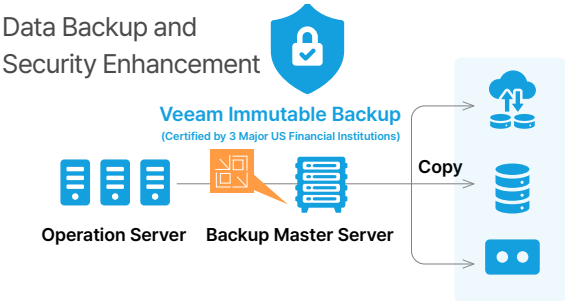 Data Backup and
Security Enhancement
Veeam Immutable Backup
(Certified by 3 Major US Financial Institutions)
Copy
Operation Server
Backup Master Server